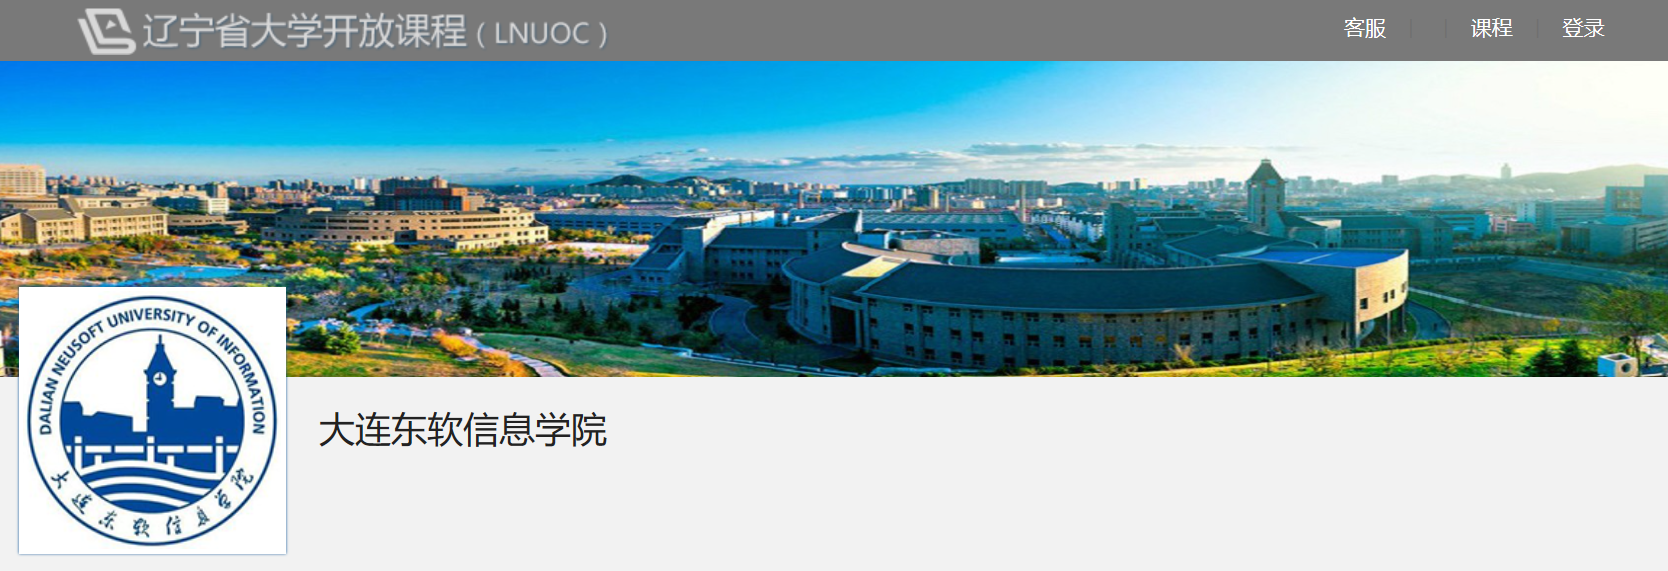 辽宁省大学开放课程（LNUOC）
客服
课程
登录
DALIAN NEUSOFT UNIVERSITY OF INFORMATION
大连东软信息学院
大连东软信息学院